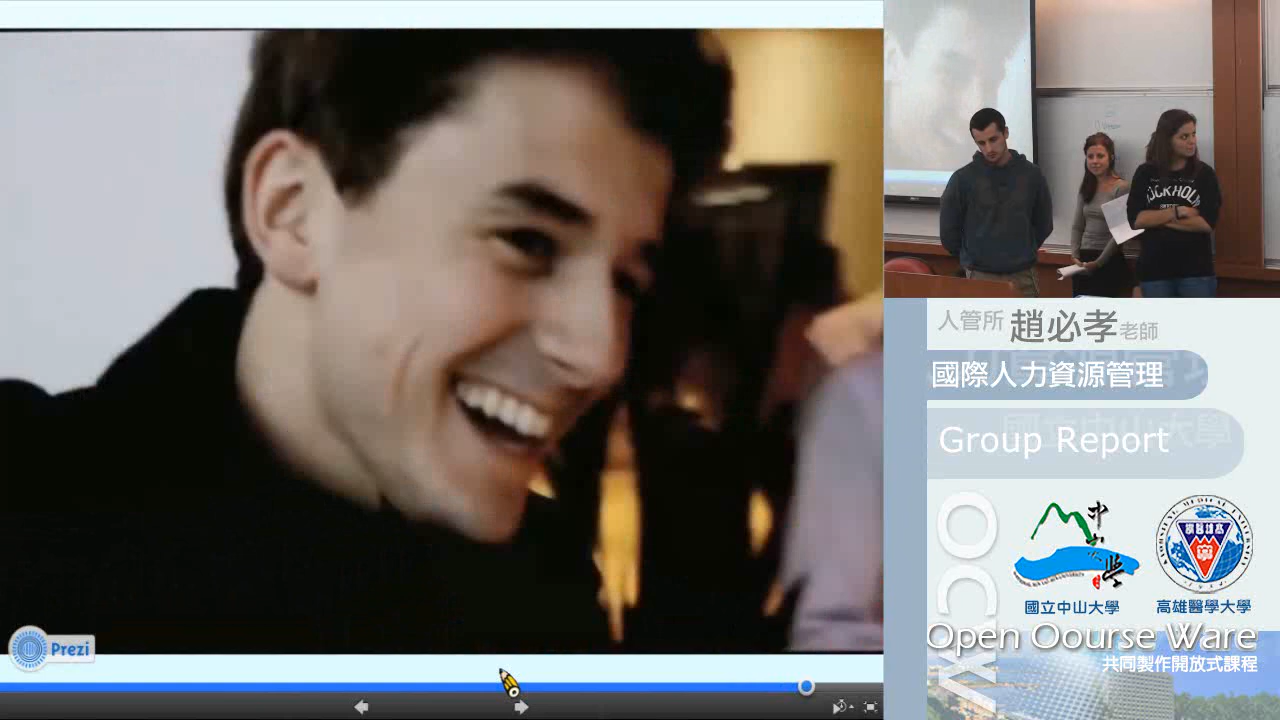 Prezi
人管所 趙必孝老師
國際人力資源管理
Group Report
OCW
國立中山大學
高雄醫學大學
Open Oourse Ware
共同製作開放式課程